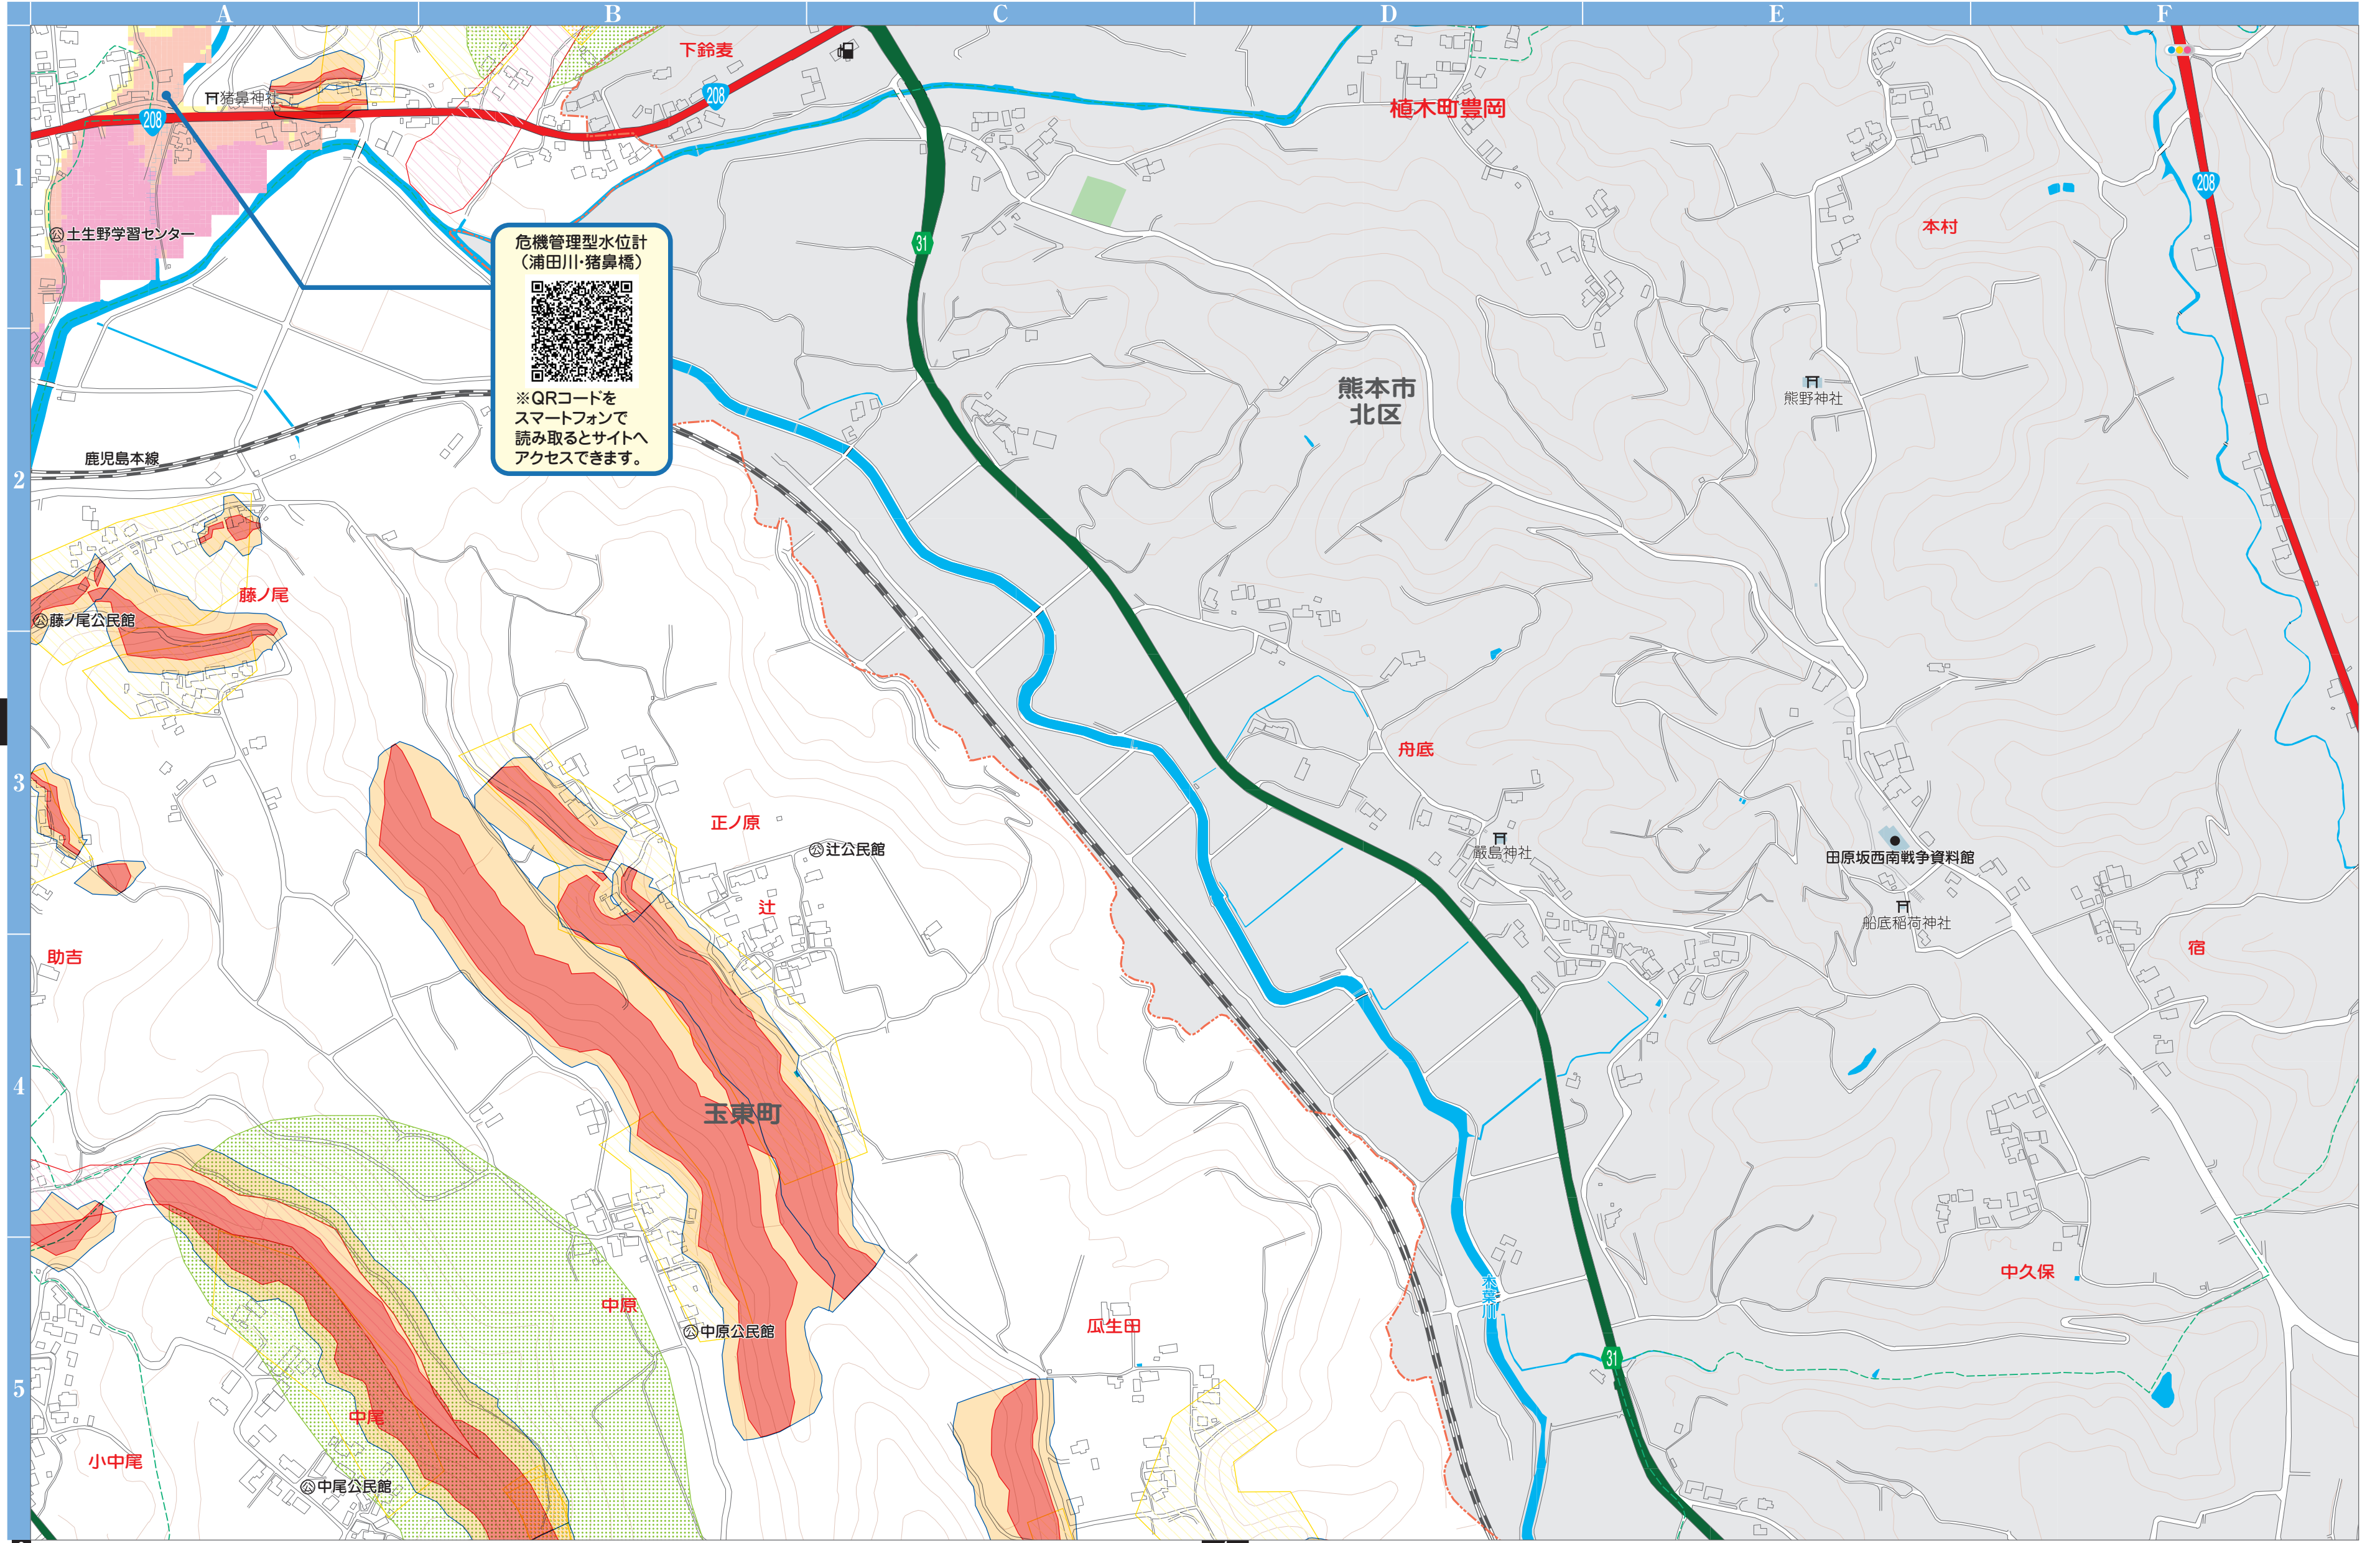 A
B
C
D
E
F
下鈴麦
208
猪鼻神社
208
植木町豊岡
1
208
土生野学習センター
公
31
本村
危機管理型水位計
（浦田川・猪鼻橋）
※QRコードを
スマートフォンで
読み取るとサイトへ
アクセスできます。
熊本市
北区
熊野神社
鹿児島本線
2
藤ノ尾
公藤ノ尾公民館
舟底
3
正ノ原
公辻公民館
嚴島神社
田原坂西南戦争資料館
辻
船底稲荷神社
助吉
宿
4
玉東町
中久保
木葉川
中原
公中原公民館
瓜生田
31
5
中尾
小中尾
公中尾公民館